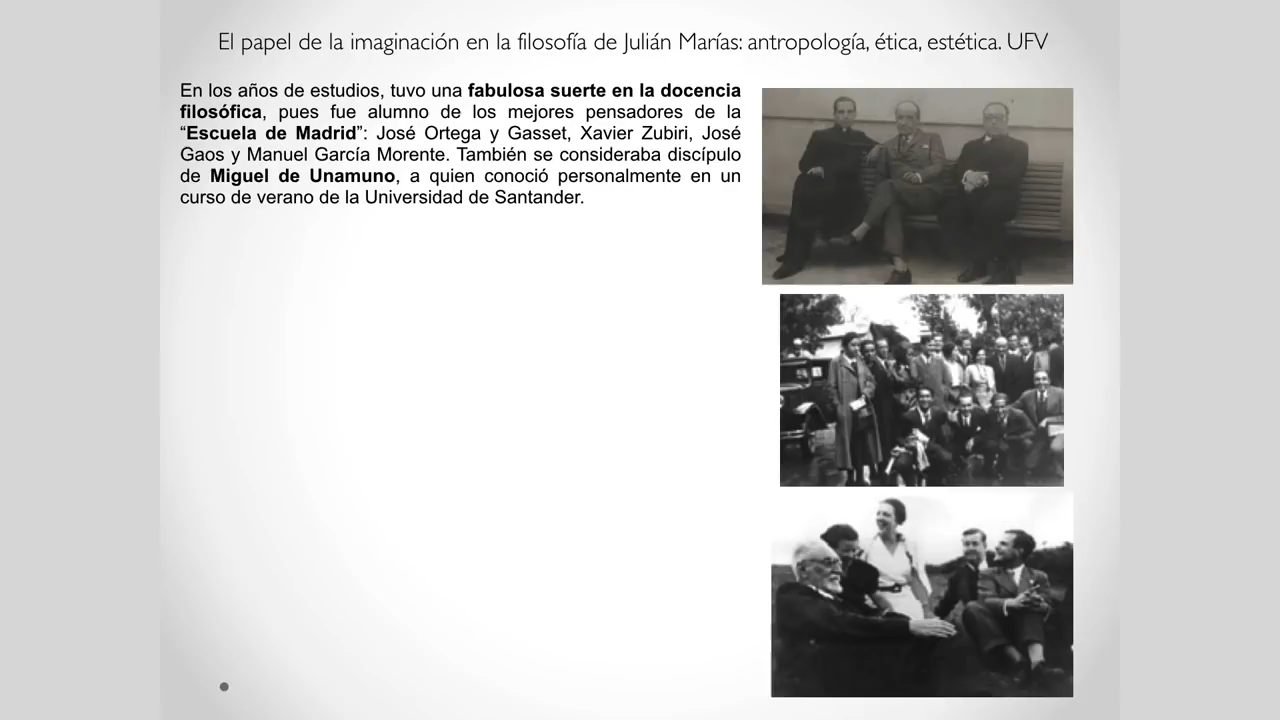 El papel de la imaginación en la filosofía de Julián Marías: antropología, ética, estética. UFV
En los años de estudios, tuvo una fabulosa suerte en la docencia
filosófica, pues fue alumno de los mejores pensadores de la
“Escuela de Madrid”: José Ortega y Gasset, Xavier Zubiri, José
Gaos y Manuel García Morente. También se consideraba discípulo
de Miguel de Unamuno, a quien conoció personalmente en un
curso de verano de la Universidad de Santander.